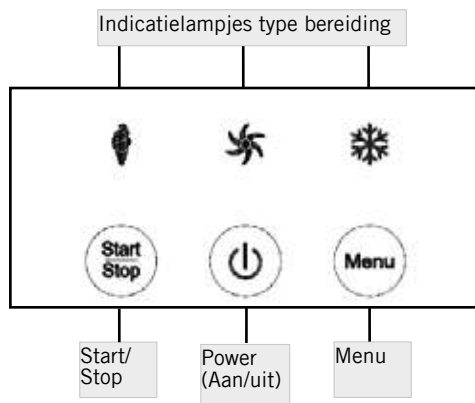 Indicatielampjes type bereiding
Start
Stop
Menu
Start/
Stop
Power
(Aan/uit)
Menu